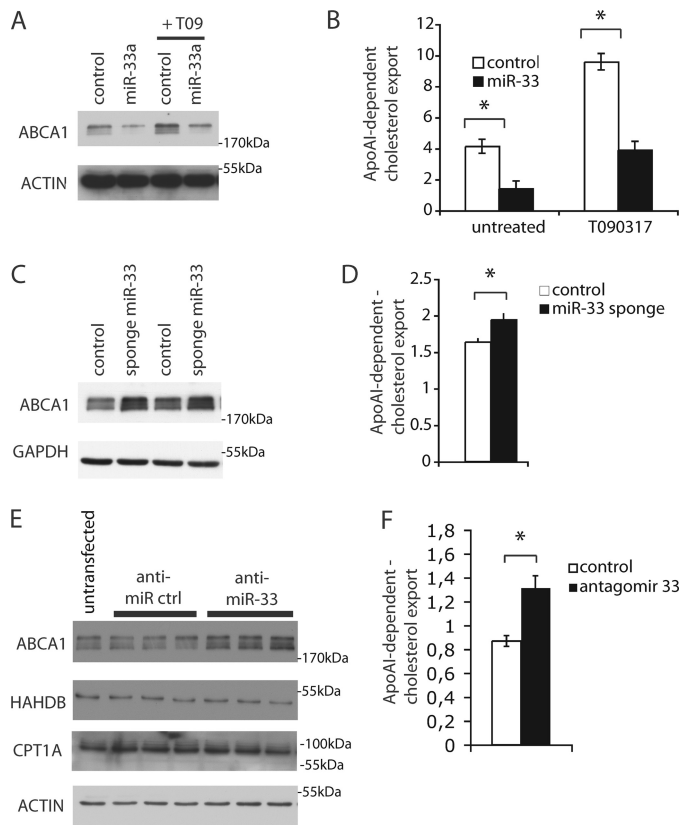 A
+ T09
control
miR-33a
control
miR-33a
ABCA1
-170kDa
-55kDa
ACTIN
B
ApoAI-dependent
cholesterol export
12
10
8
6
4
2
0
control
miR-33
*
*
untreated
T090317
C
control
sponge miR-33
control
sponge miR-33
ABCA1
-170kDa
GAPDH
-55kDa
D
ApoAI-dependent -
cholesterol export
2.5
2
1.5
1
0.5
0
*
control
miR-33 sponge
E
untransfected
anti-
miR ctrl
anti-
miR-33
ABCA1
-170kDa
HAHDB
-55kDa
CPT1A
-100kDa
-55kDa
-55kDa
ACTIN
F
ApoAI-dependent -
cholesterol export
1,8
1,6
1,4
1,2
1
0,8
0,6
0,4
0,2
0
*
control
antagomir 33